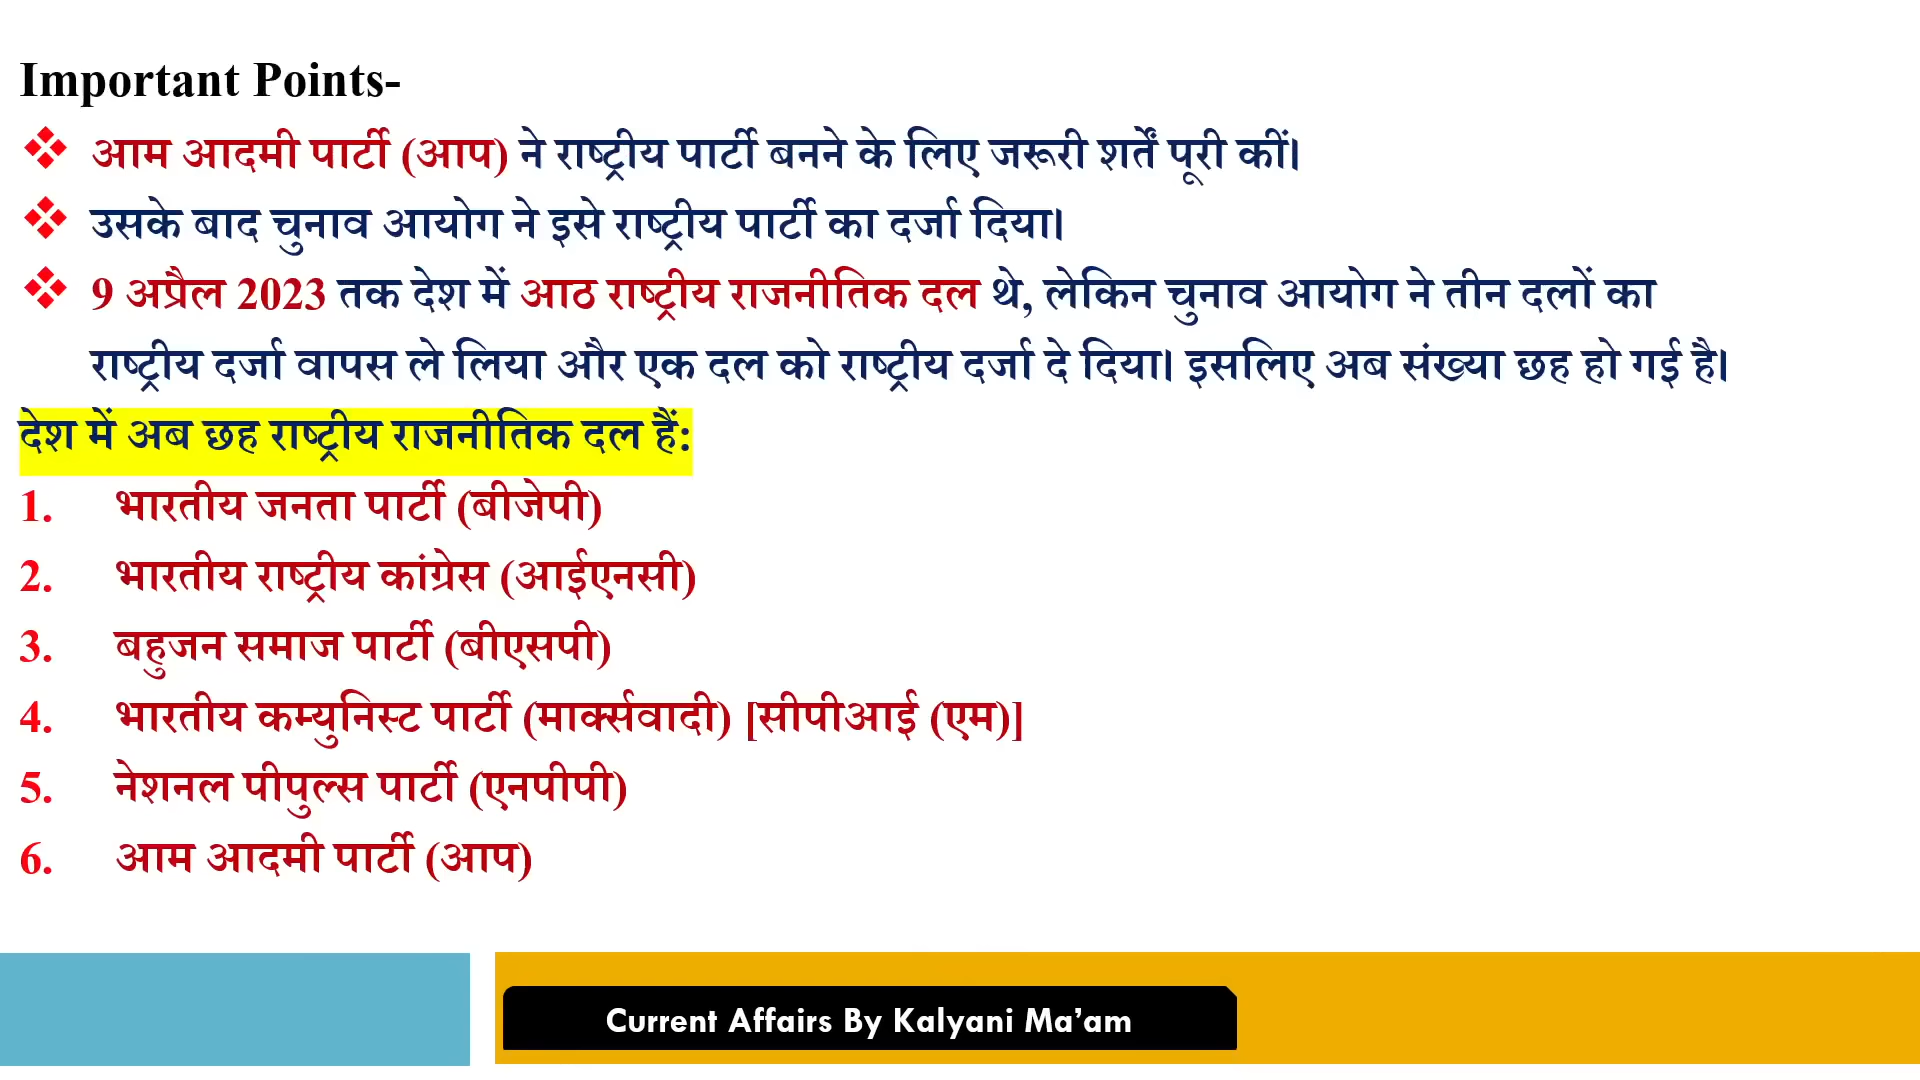 Important Points-
❖ आम आदमी पार्टी (आप) ने राष्ट्रीय पार्टी बनने के लिए जरूरी शर्तें पूरी कीं।
❖ उसके बाद चुनाव आयोग ने इसे राष्ट्रीय पार्टी का दर्जा दिया।
❖ 9 अप्रैल 2023 तक देश में आठ राष्ट्रीय राजनीतिक दल थे, लेकिन चुनाव आयोग ने तीन दलों का
राष्ट्रीय दर्जा वापस ले लिया और एक दल को राष्ट्रीय दर्जा दे दिया। इसलिए अब संख्या छह हो गई है।
देश में अब छह राष्ट्रीय राजनीतिक दल हैं:
1. भारतीय जनता पार्टी (बीजेपी)
2. भारतीय राष्ट्रीय कांग्रेस (आईएनसी)
3. बहुजन समाज पार्टी (बीएसपी)
4. भारतीय कम्युनिस्ट पार्टी (मार्क्सवादी) [सीपीआई (एम)]
5. नेशनल पीपुल्स पार्टी (एनपीपी)
6. आम आदमी पार्टी (आप)
Current Affairs By Kalyani Ma’am